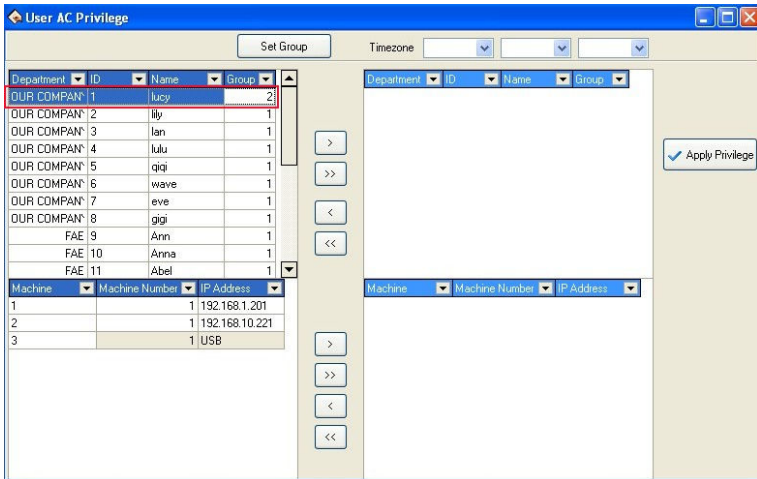 User AC Privilege
Set Group Timezone
Department ID Name Group
OUR COMPAN 1 lucy 2
OUR COMPAN 2 lily 1
OUR COMPAN 3 lan 1
OUR COMPAN 4 lulu 1
OUR COMPAN 5 qiqi 1
OUR COMPAN 6 wave 1
OUR COMPAN 7 eve 1
OUR COMPAN 8 gigi 1
FAE 9 Ann 1
FAE 10 Anna 1
FAE 11 Abel 1
Machine Machine Number IP Address
1 1 192.168.1.201
2 1 192.168.10.221
3 1 USB
>
>>
<
<<
>
>>
<
<<
Department ID Name Group
Machine Machine Number IP Address
Apply Privilege